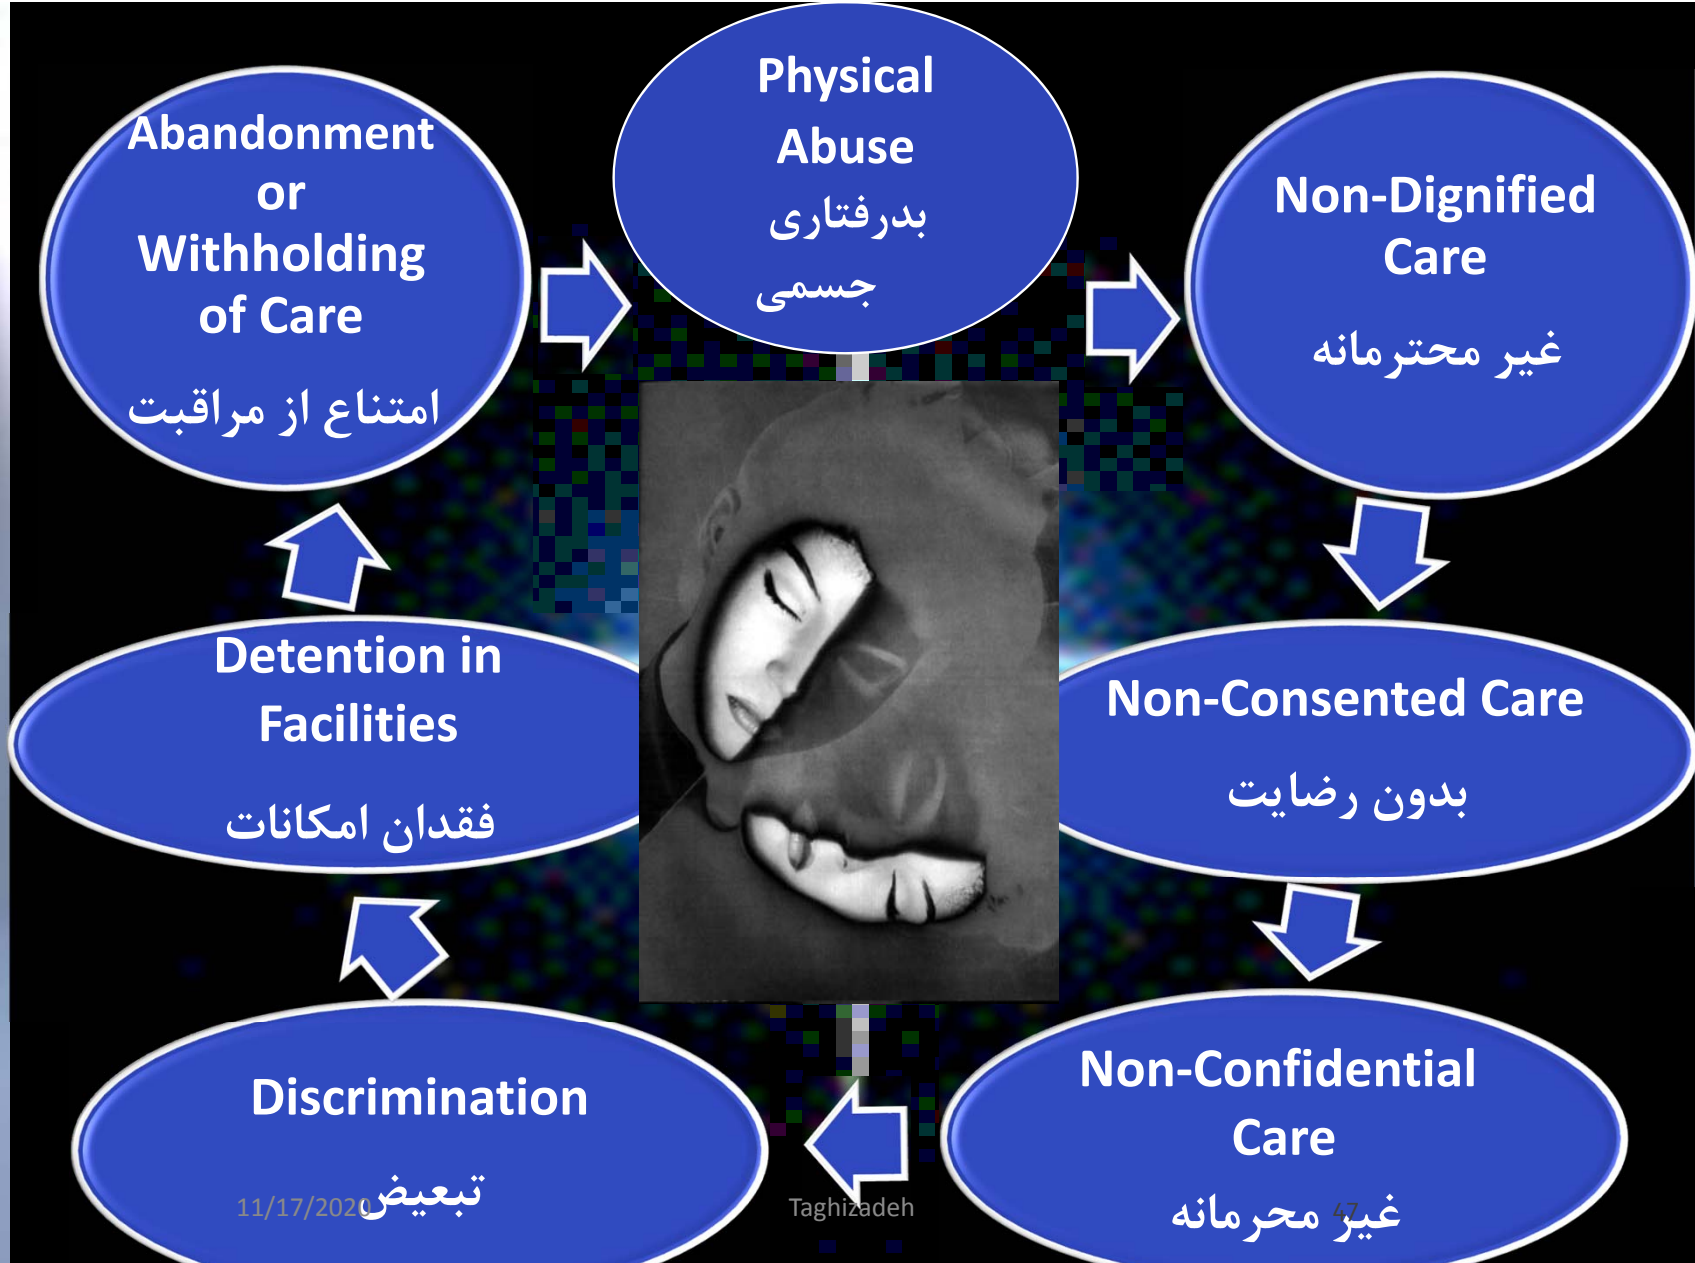 Physical
Abuse
بدرفتاری
جسمی
Non-Dignified
Care
غیر محترمانه
Non-Consented Care
بدون رضایت
Non-Confidential
Care
غیر محرمانه
Discrimination
تبعیض
Detention in
Facilities
فقدان امکانات
Abandonment
or
Withholding
of Care
امتناع از مراقبت
11/17/2020
Taghizadeh
47